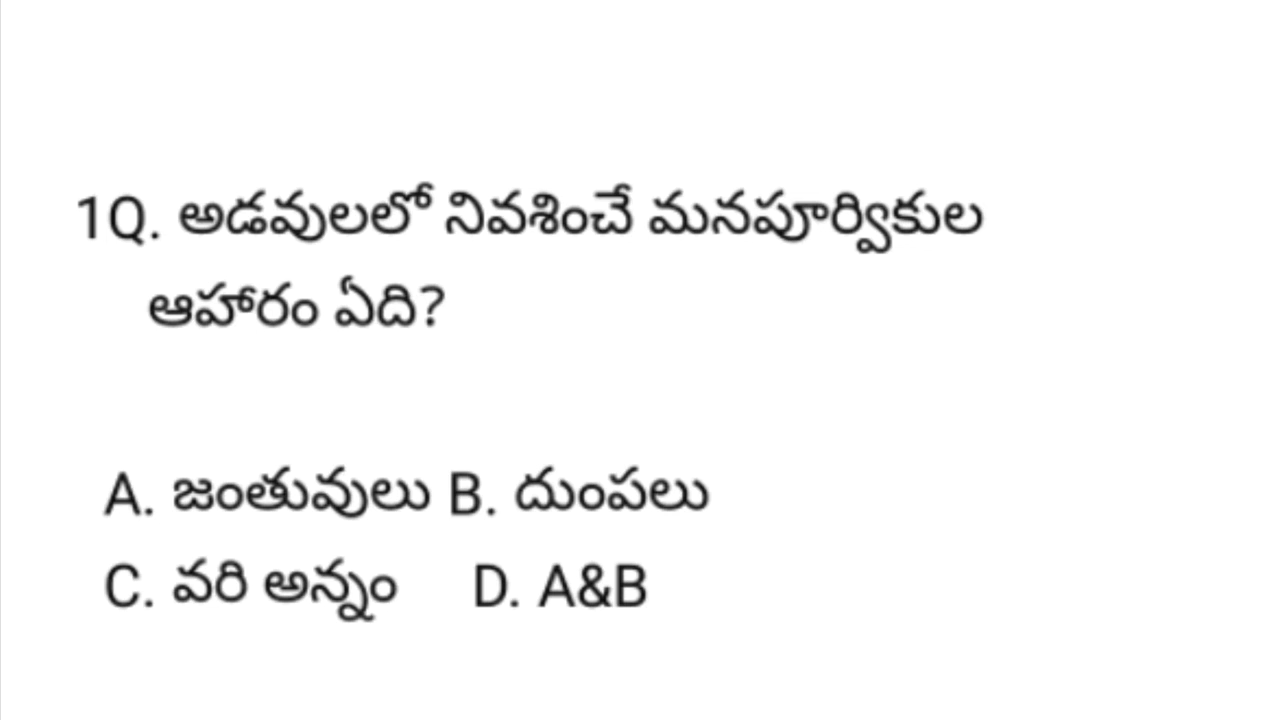 1Q. అడవులలో నివశించే మనపూర్వికుల
ఆహారం ఏది?
A. జంతువులు B. దుంపలు
C. వరి అన్నం D. A&B